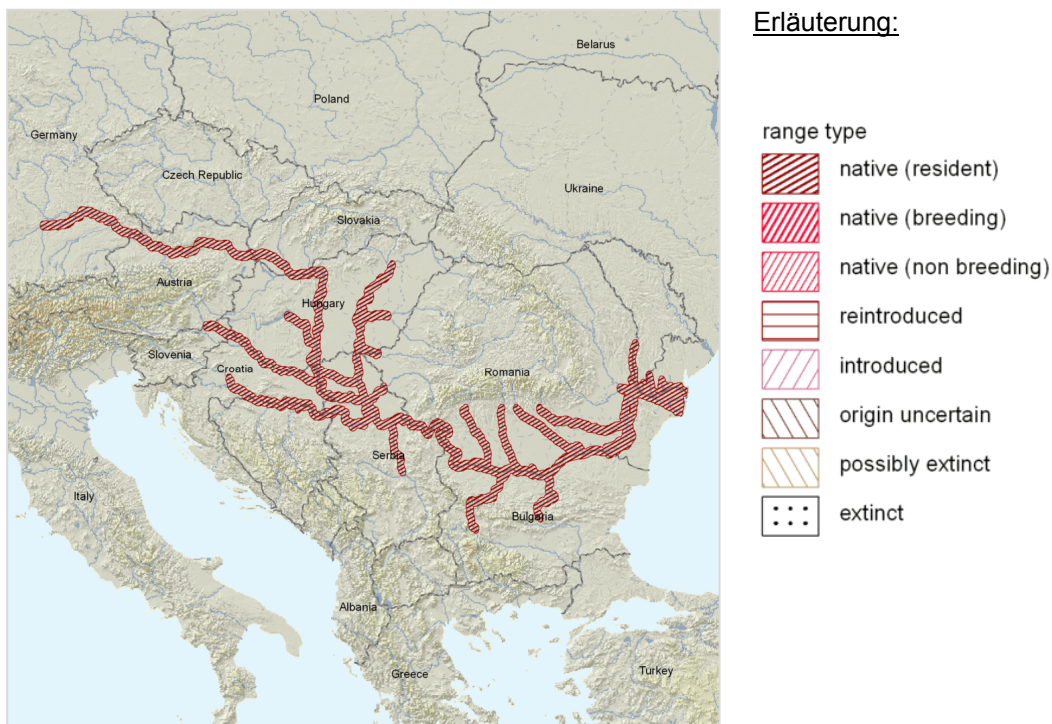 Erläuterung:
Belarus
Poland
Germany
Czech Republic
Ukraine
Slovakia
Austria
Hungary
Slovenia
Croatia
Romania
Serbia
Italy
Bulgaria
Albania
Greece
Turkey
range type
native (resident)
native (breeding)
native (non breeding)
reintroduced
introduced
origin uncertain
possibly extinct
extinct